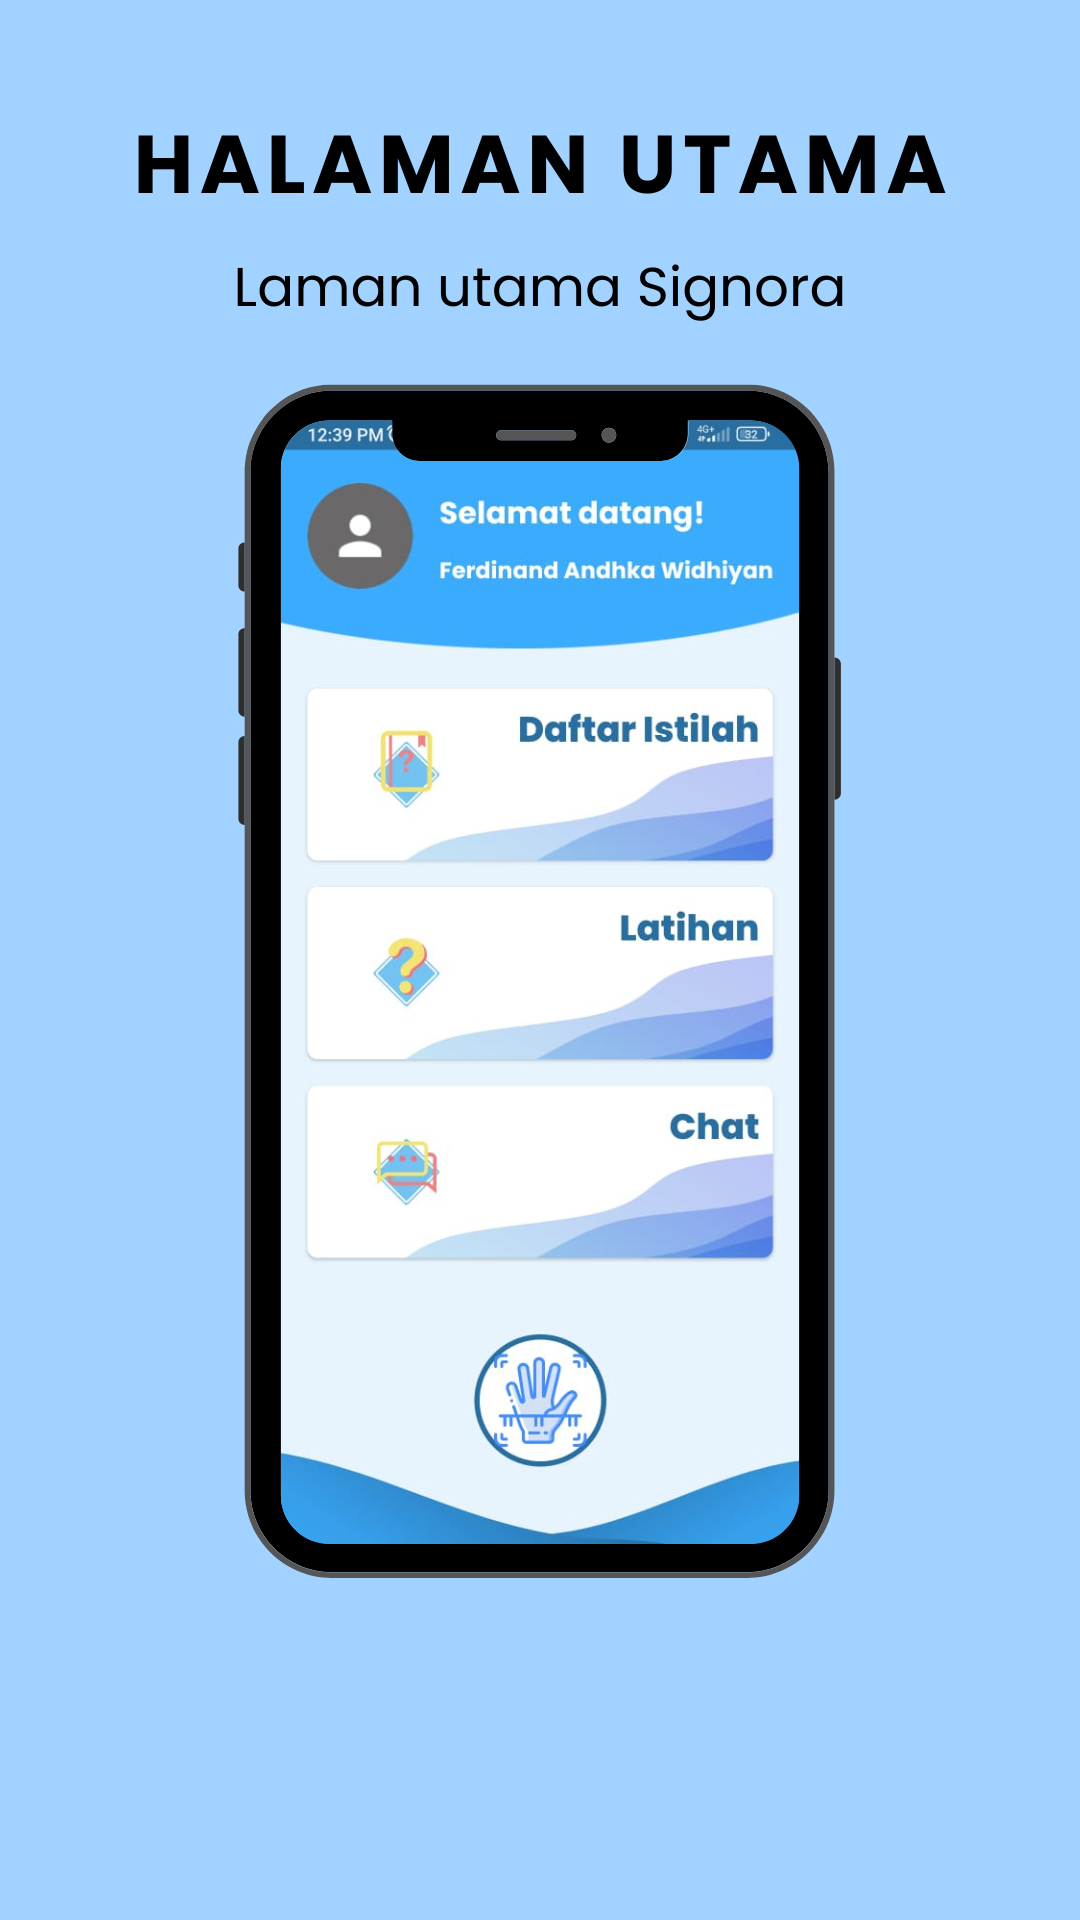 HALAMAN UTAMA
Laman utama Signora
12:39 PM
4G+
32
Selamat datang!
Ferdinand Andhka Widhiyan
Daftar Istilah
?
Latihan
?
Chat